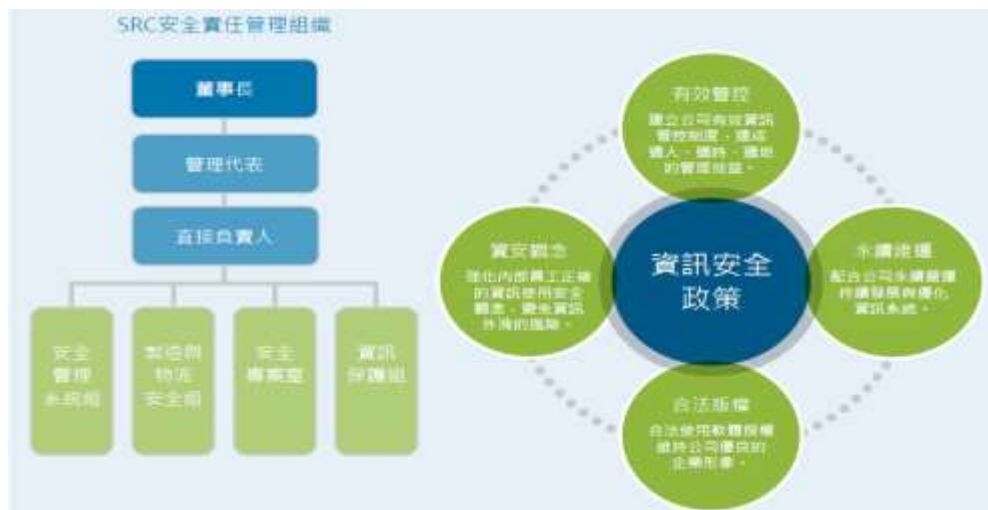 SRC安全責任管理組織
董事長
管理代表
直接負責人
安全
管理
系統組
製造與
物流
安全組
安全
專案室
資訊
保護組
有效管控
建立公司有效資訊
管控制度，達成
適人、適時、適地
的管理效益。
資安觀念
強化內部員工正確
的資訊使用安全
觀念，避免資訊
外洩的風險。
資訊安全
政策
永續維運
配合公司永續營運
持續發展與優化
資訊系統。
合法版權
合法使用軟體授權
維持公司優良的
企業形象。